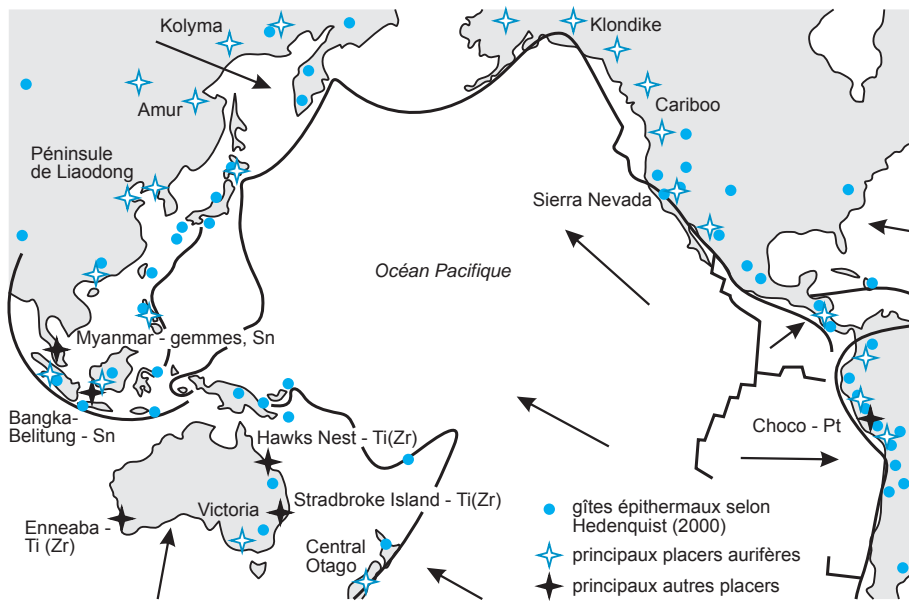 Kolyma
Klondike
Amur
Cariboo
Péninsule
de Liaodong
Sierra Nevada
Océan Pacifique
Myanmar - gemmes, Sn
Bangka-
Belitung - Sn
Hawks Nest - Ti(Zr)
Choco - Pt
Victoria
Stradbroke Island - Ti(Zr)
Enneaba -
Ti (Zr)
Central
Otago
gîtes épithermaux selon
Hedenquist (2000)
principaux placers aurifères
principaux autres placers